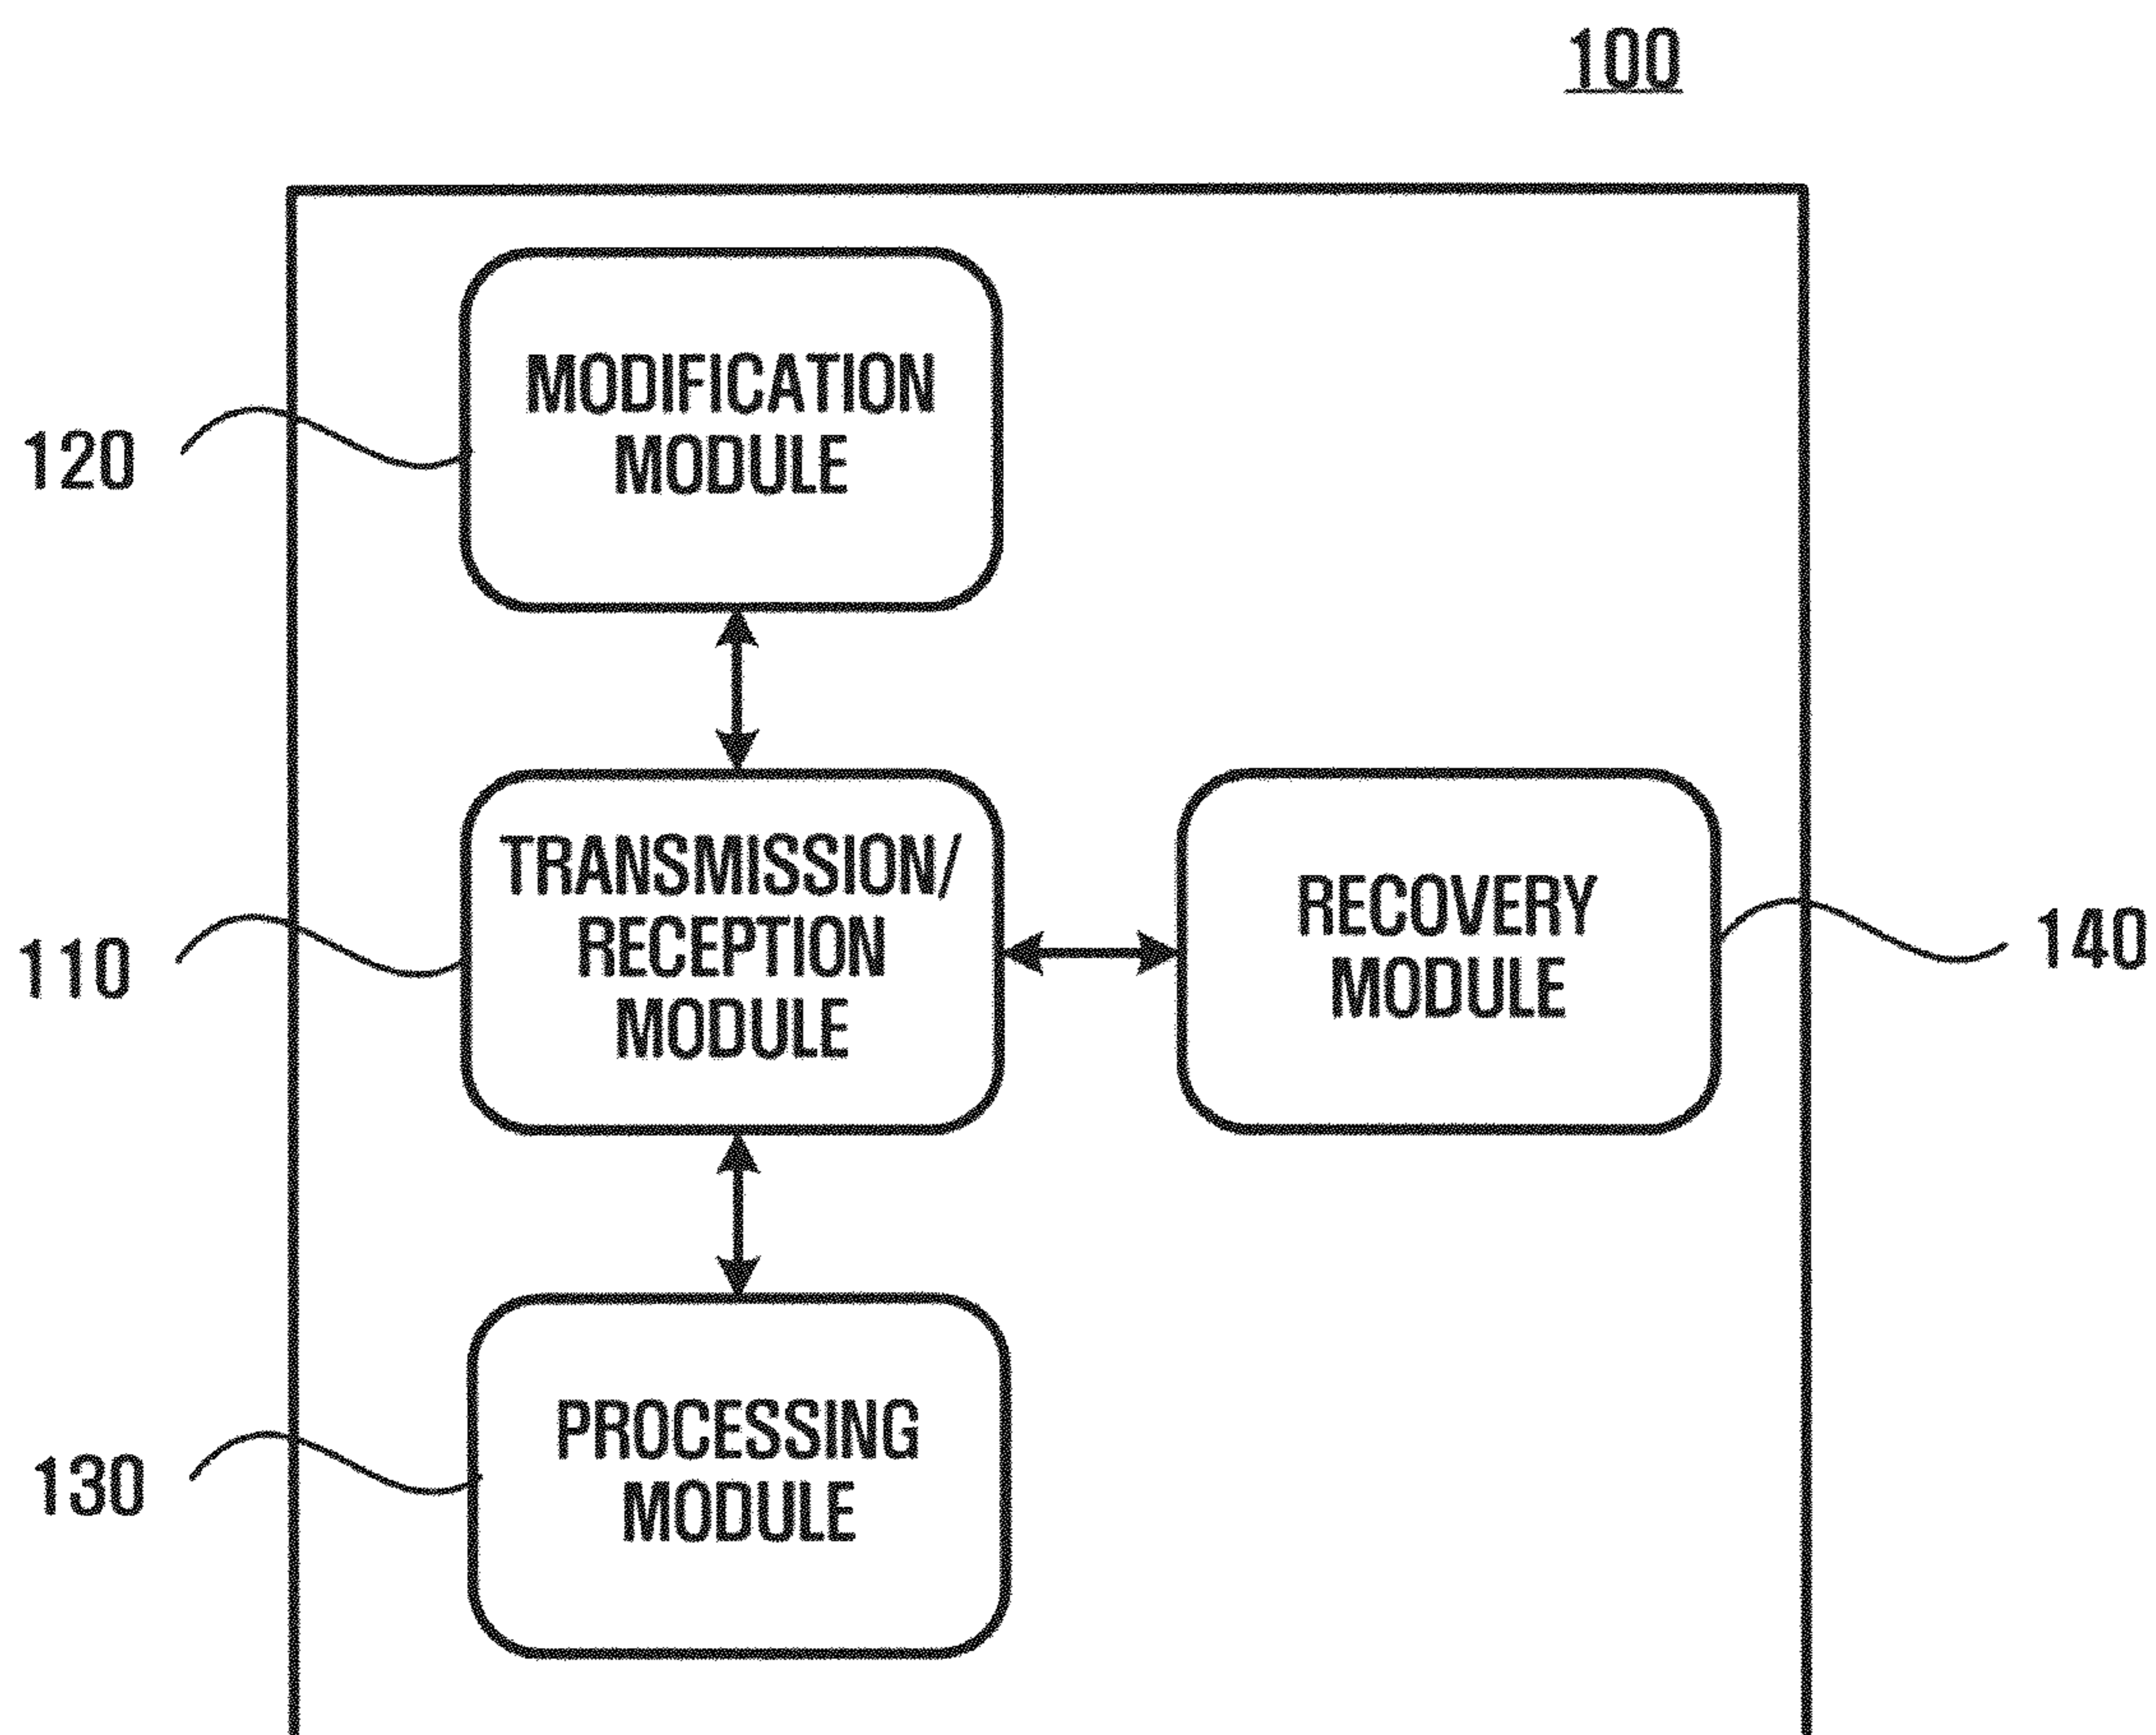 100
MODIFICATION
MODULE
120
TRANSMISSION/
RECEPTION
MODULE
110
RECOVERY
MODULE
140
PROCESSING
MODULE
130